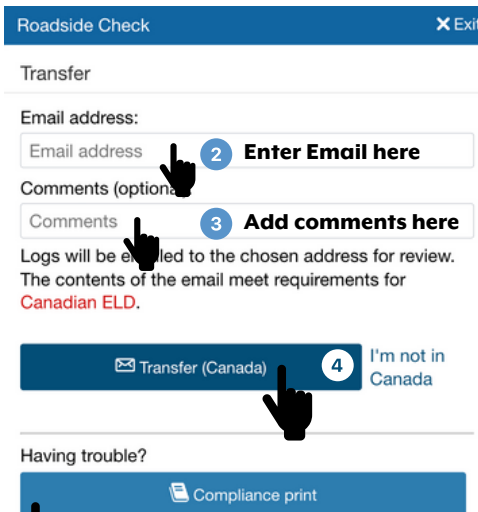 Roadside Check X Exit
Transfer
Email address:
Email address 2 Enter Email here
Comments (optiona
Comments 3 Add comments here
Logs will be e led to the chosen address for review.
The contents of the email meet requirements for
Canadian ELD.
Transfer (Canada) 4 I'm not in
Canada
Having trouble?
Compliance print